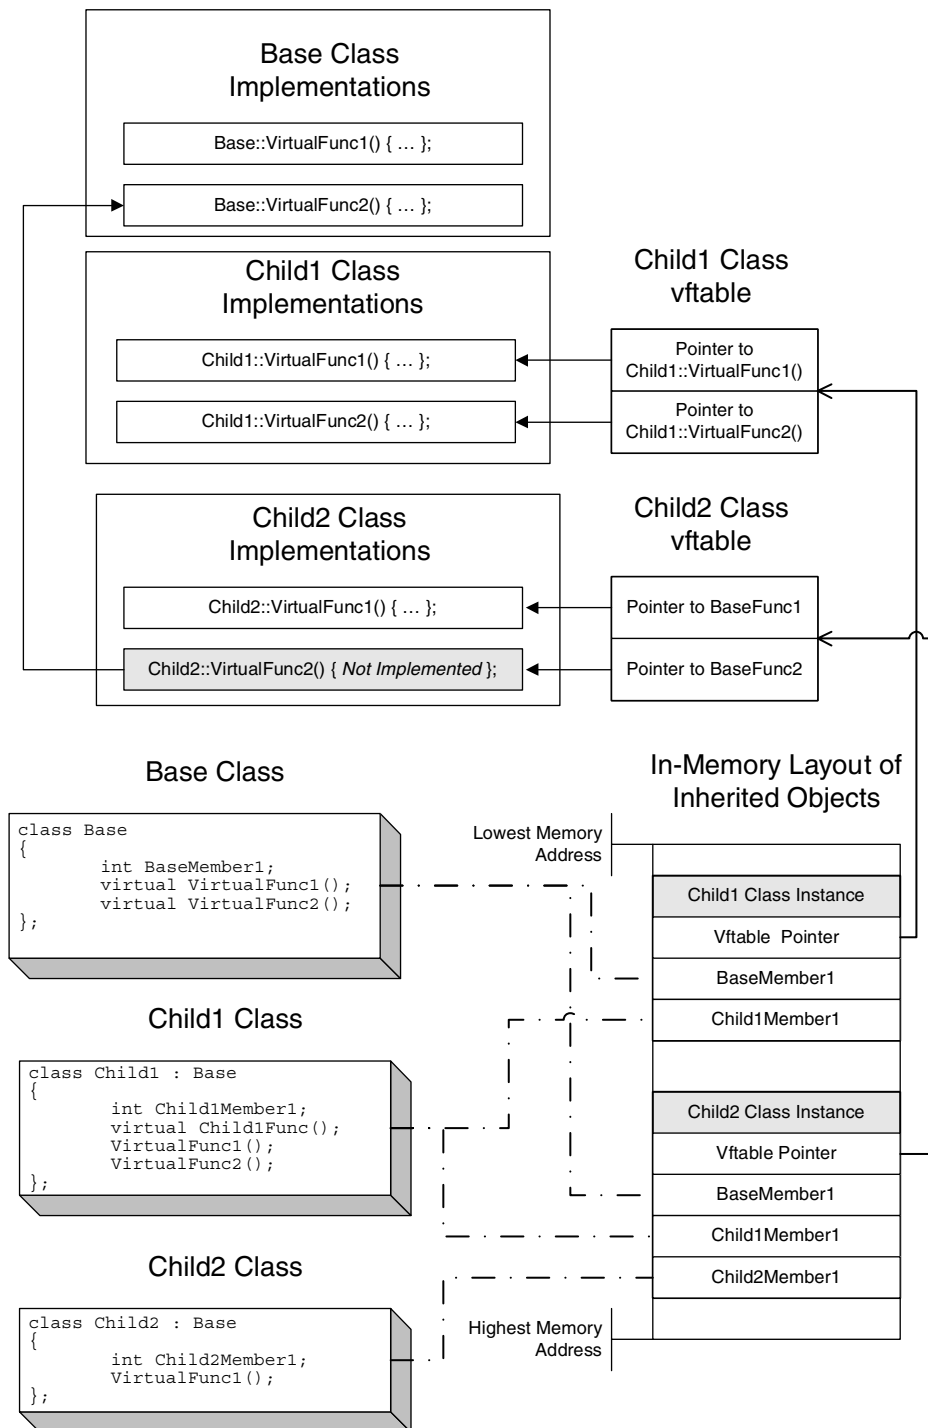 Base Class
Implementations
Base::VirtualFunc1() { … };
Base::VirtualFunc2() { … };
Child1 Class
Implementations
Child1::VirtualFunc1() { … };
Child1::VirtualFunc2() { … };
Child1 Class
vftable
Pointer to
Child1::VirtualFunc1()
Pointer to
Child1::VirtualFunc2()
Child2 Class
Implementations
Child2::VirtualFunc1() { … };
Child2::VirtualFunc2() { Not Implemented };
Child2 Class
vftable
Pointer to BaseFunc1
Pointer to BaseFunc2
Base Class
class Base
{
int BaseMember1;
virtual VirtualFunc1();
virtual VirtualFunc2();
};
Child1 Class
class Child1 : Base
{
int Child1Member1;
virtual Child1Func();
VirtualFunc1();
VirtualFunc2();
};
Child2 Class
class Child2 : Base
{
int Child2Member1;
VirtualFunc1();
};
In-Memory Layout of
Inherited Objects
Lowest Memory
Address
Child1 Class Instance
Vftable Pointer
BaseMember1
Child1Member1
Child2 Class Instance
Vftable Pointer
BaseMember1
Child1Member1
Child2Member1
Highest Memory
Address